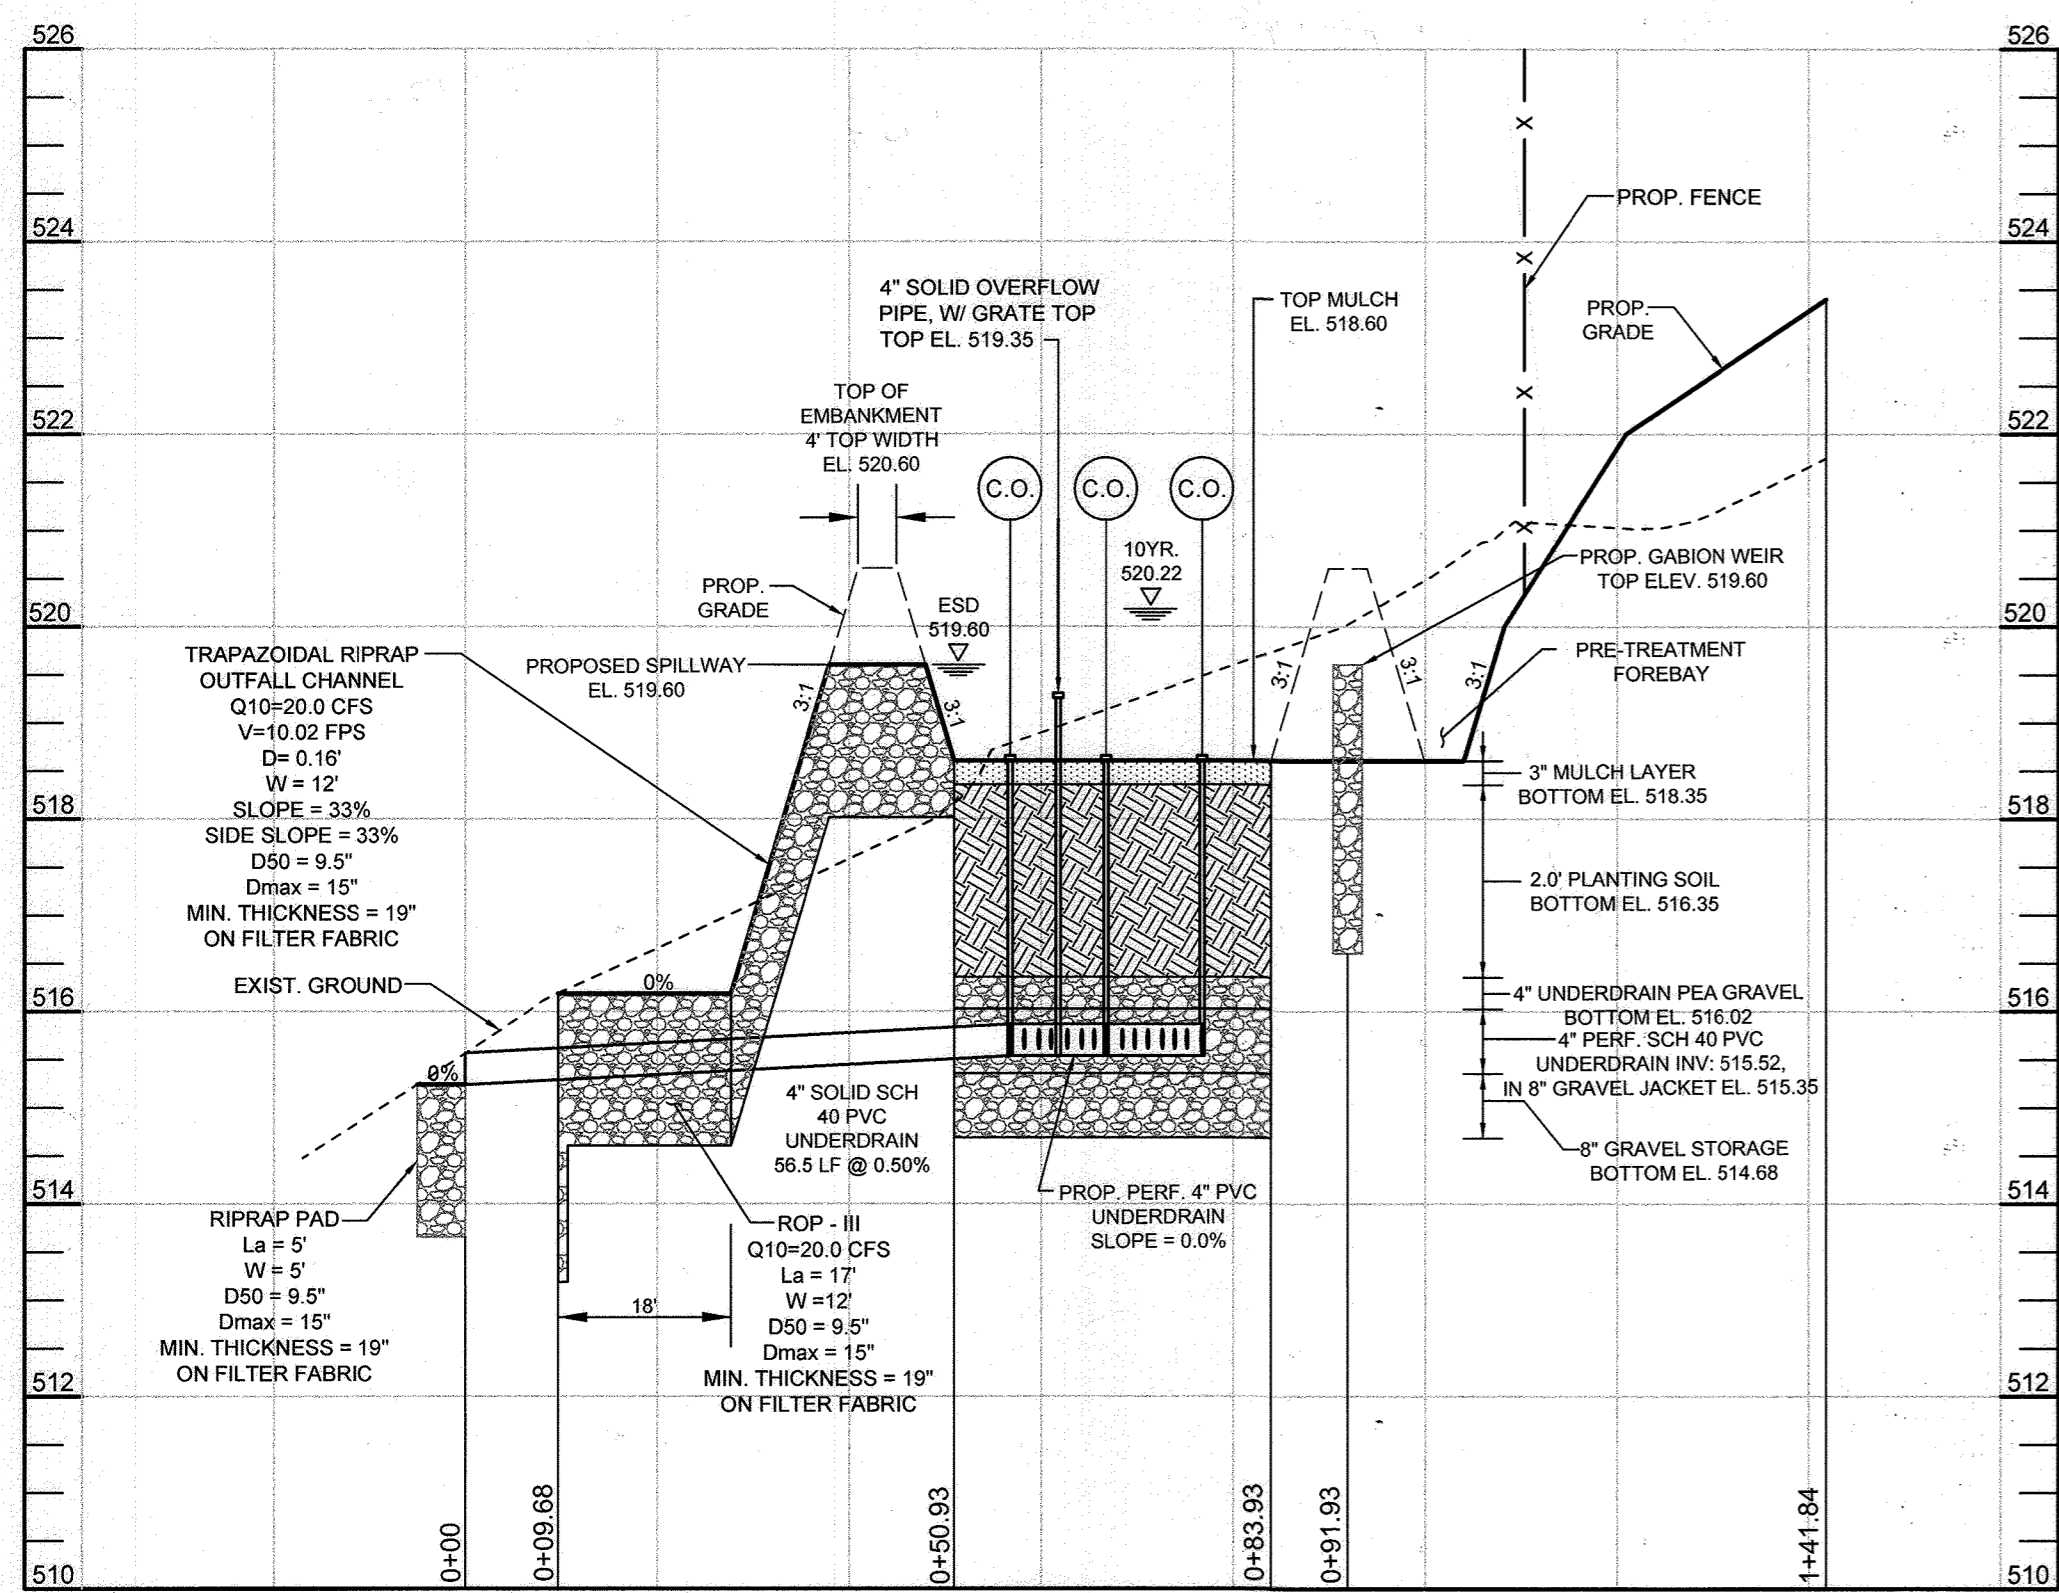 526
526
524
524
522
522
520
520
518
518
516
516
514
514
512
512
510
510
PROP. FENCE
4" SOLID OVERFLOW
PIPE, W/ GRATE TOP
TOP EL. 519.35
TOP MULCH
EL. 518.60
PROP.
GRADE
TOP OF
EMBANKMENT
4' TOP WIDTH
EL. 520.60
C.O.
C.O.
C.O.
10YR.
520.22
PROP. GABION WEIR
TOP ELEV. 519.60
PROP.
GRADE
ESD
519.60
PRE-TREATMENT
FOREBAY
TRAPAZOIDAL RIPRAP
OUTFALL CHANNEL
Q10=20.0 CFS
V=10.02 FPS
D= 0.16'
W = 12'
SLOPE = 33%
SIDE SLOPE = 33%
D50 = 9.5"
Dmax = 15"
MIN. THICKNESS = 19"
ON FILTER FABRIC
PROPOSED SPILLWAY
EL. 519.60
3:1
3:1
3:1
3:1
3:1
3" MULCH LAYER
BOTTOM EL. 518.35
2.0' PLANTING SOIL
BOTTOM EL. 516.35
EXIST. GROUND
0%
4" UNDERDRAIN PEA GRAVEL
BOTTOM EL. 516.02
4" PERF. SCH 40 PVC
UNDERDRAIN INV: 515.52,
IN 8" GRAVEL JACKET EL. 515.35
0%
4" SOLID SCH
40 PVC
UNDERDRAIN
56.5 LF @ 0.50%
8" GRAVEL STORAGE
BOTTOM EL. 514.68
PROP. PERF. 4" PVC
UNDERDRAIN
SLOPE = 0.0%
RIPRAP PAD
La = 5'
W = 5'
D50 = 9.5"
Dmax = 15"
MIN. THICKNESS = 19"
ON FILTER FABRIC
18'
ROP - III
Q10=20.0 CFS
La = 17'
W =12'
D50 = 9.5"
Dmax = 15"
MIN. THICKNESS = 19"
ON FILTER FABRIC
0+00
0+09.68
0+50.93
0+83.93
0+91.93
1+41.84